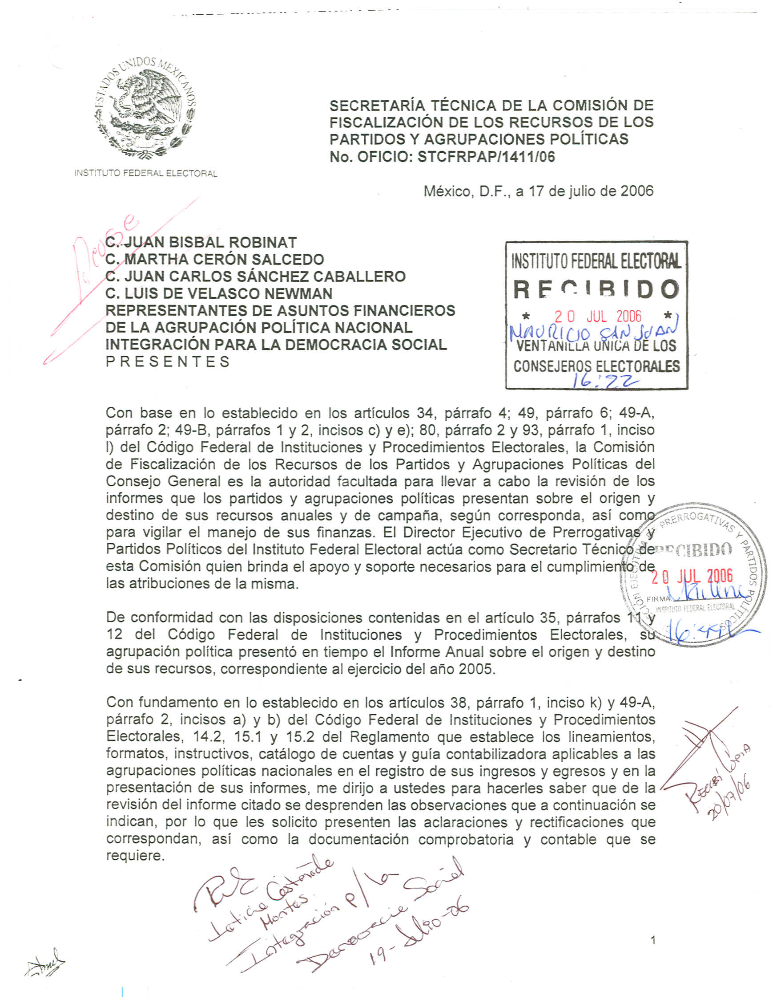 ESTADOS UNIDOS MEXICANOS
INSTITUTO FEDERAL ELECTORAL
SECRETARÍA TÉCNICA DE LA COMISIÓN DE
FISCALIZACIÓN DE LOS RECURSOS DE LOS
PARTIDOS Y AGRUPACIONES POLÍTICAS
No. OFICIO: STCFRPAP/1411/06
México, D.F., a 17 de julio de 2006
Acuse
C. JUAN BISBAL ROBINAT
C. MARTHA CERÓN SALCEDO
C. JUAN CARLOS SÁNCHEZ CABALLERO
C. LUIS DE VELASCO NEWMAN
REPRESENTANTES DE ASUNTOS FINANCIEROS
DE LA AGRUPACIÓN POLÍTICA NACIONAL
INTEGRACIÓN PARA LA DEMOCRACIA SOCIAL
P R E S E N T E S
INSTITUTO FEDERAL ELECTORAL
RECIBIDO
* 20 JUL 2006 *
MAURICIO SAN JUAN
VENTANILLA UNICA DE LOS
CONSEJEROS ELECTORALES
16:22
Con base en lo establecido en los artículos 34, párrafo 4; 49, párrafo 6; 49-A,
párrafo 2; 49-B, párrafos 1 y 2, incisos c) y e); 80, párrafo 2 y 93, párrafo 1, inciso
l) del Código Federal de Instituciones y Procedimientos Electorales, la Comisión
de Fiscalización de los Recursos de los Partidos y Agrupaciones Políticas del
Consejo General es la autoridad facultada para llevar a cabo la revisión de los
informes que los partidos y agrupaciones políticas presentan sobre el origen y
destino de sus recursos anuales y de campaña, según corresponda, así como
para vigilar el manejo de sus finanzas. El Director Ejecutivo de Prerrogativas y
Partidos Políticos del Instituto Federal Electoral actúa como Secretario Técnico de
esta Comisión quien brinda el apoyo y soporte necesarios para el cumplimiento de
las atribuciones de la misma.
EJECUTIVA DE PRERROGATIVAS Y PARTIDOS POLÍTICOS
RECIBIDO
20 JUL 2006
FIRMA
INSTITUTO FEDERAL ELECTORAL
De conformidad con las disposiciones contenidas en el artículo 35, párrafos 11 y
12 del Código Federal de Instituciones y Procedimientos Electorales, su
agrupación política presentó en tiempo el Informe Anual sobre el origen y destino
de sus recursos, correspondiente al ejercicio del año 2005.
Con fundamento en lo establecido en los artículos 38, párrafo 1, inciso k) y 49-A,
párrafo 2, incisos a) y b) del Código Federal de Instituciones y Procedimientos
Electorales, 14.2, 15.1 y 15.2 del Reglamento que establece los lineamientos,
formatos, instructivos, catálogo de cuentas y guía contabilizadora aplicables a las
agrupaciones políticas nacionales en el registro de sus ingresos y egresos y en la
presentación de sus informes, me dirijo a ustedes para hacerles saber que de la
revisión del informe citado se desprenden las observaciones que a continuación se
indican, por lo que les solicito presenten las aclaraciones y rectificaciones que
correspondan, así como la documentación comprobatoria y contable que se
requiere.
RECIBÍ COPIA
20/07/06
Leticia Castañeda
Montes
Integración p/ la
Democracia Social
19-Julio-06
1